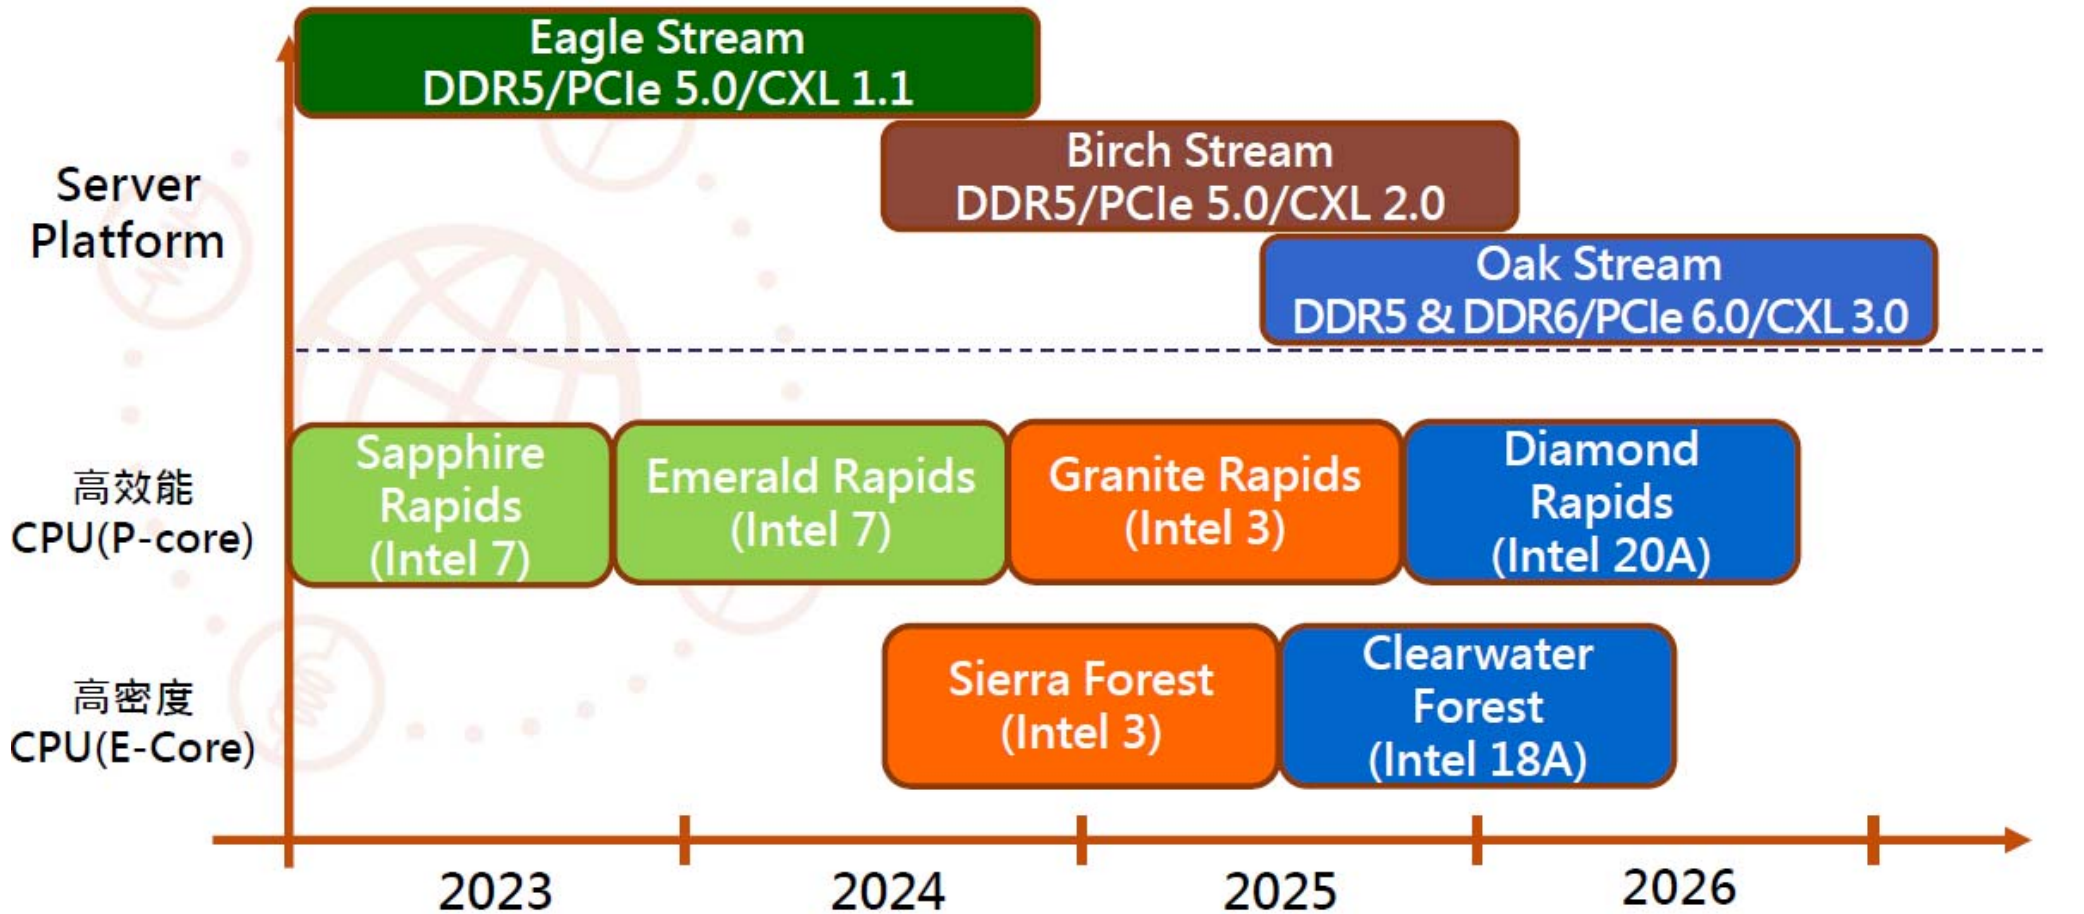 Eagle Stream
DDR5/PCIe 5.0/CXL 1.1
Birch Stream
DDR5/PCIe 5.0/CXL 2.0
Oak Stream
DDR5 & DDR6/PCIe 6.0/CXL 3.0
Server
Platform
高效能
CPU(P-core)
Sapphire
Rapids
(Intel 7)
Emerald Rapids
(Intel 7)
Granite Rapids
(Intel 3)
Diamond
Rapids
(Intel 20A)
高密度
CPU(E-Core)
Sierra Forest
(Intel 3)
Clearwater
Forest
(Intel 18A)
2023
2024
2025
2026